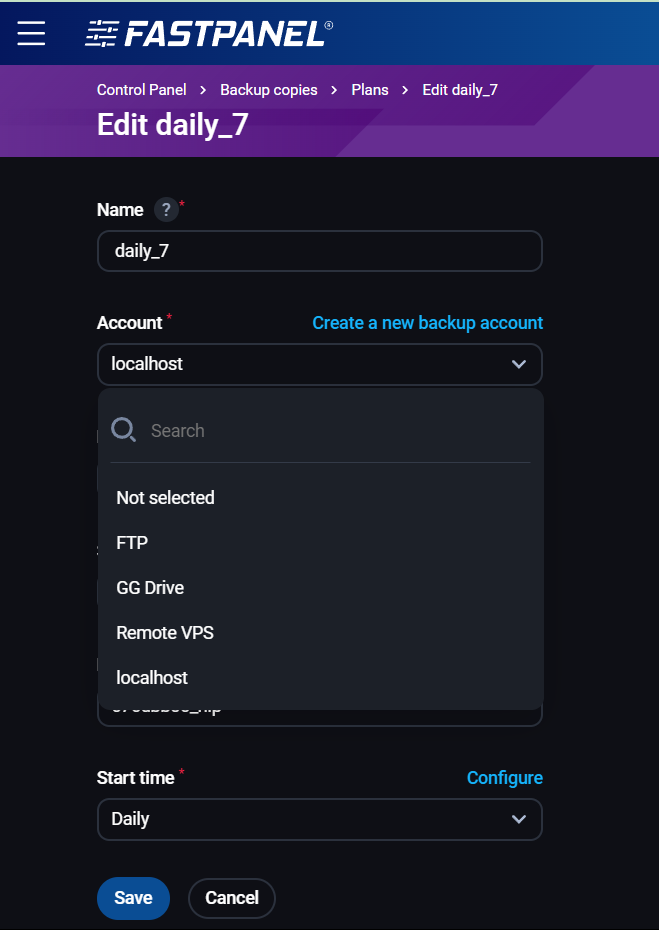 FASTPANEL®
Control Panel > Backup copies > Plans > Edit daily_7
Edit daily_7
Name ? *
daily_7
Account * Create a new backup account
localhost
Search
Not selected
FTP
GG Drive
Remote VPS
localhost
Start time * Configure
Daily
Save Cancel